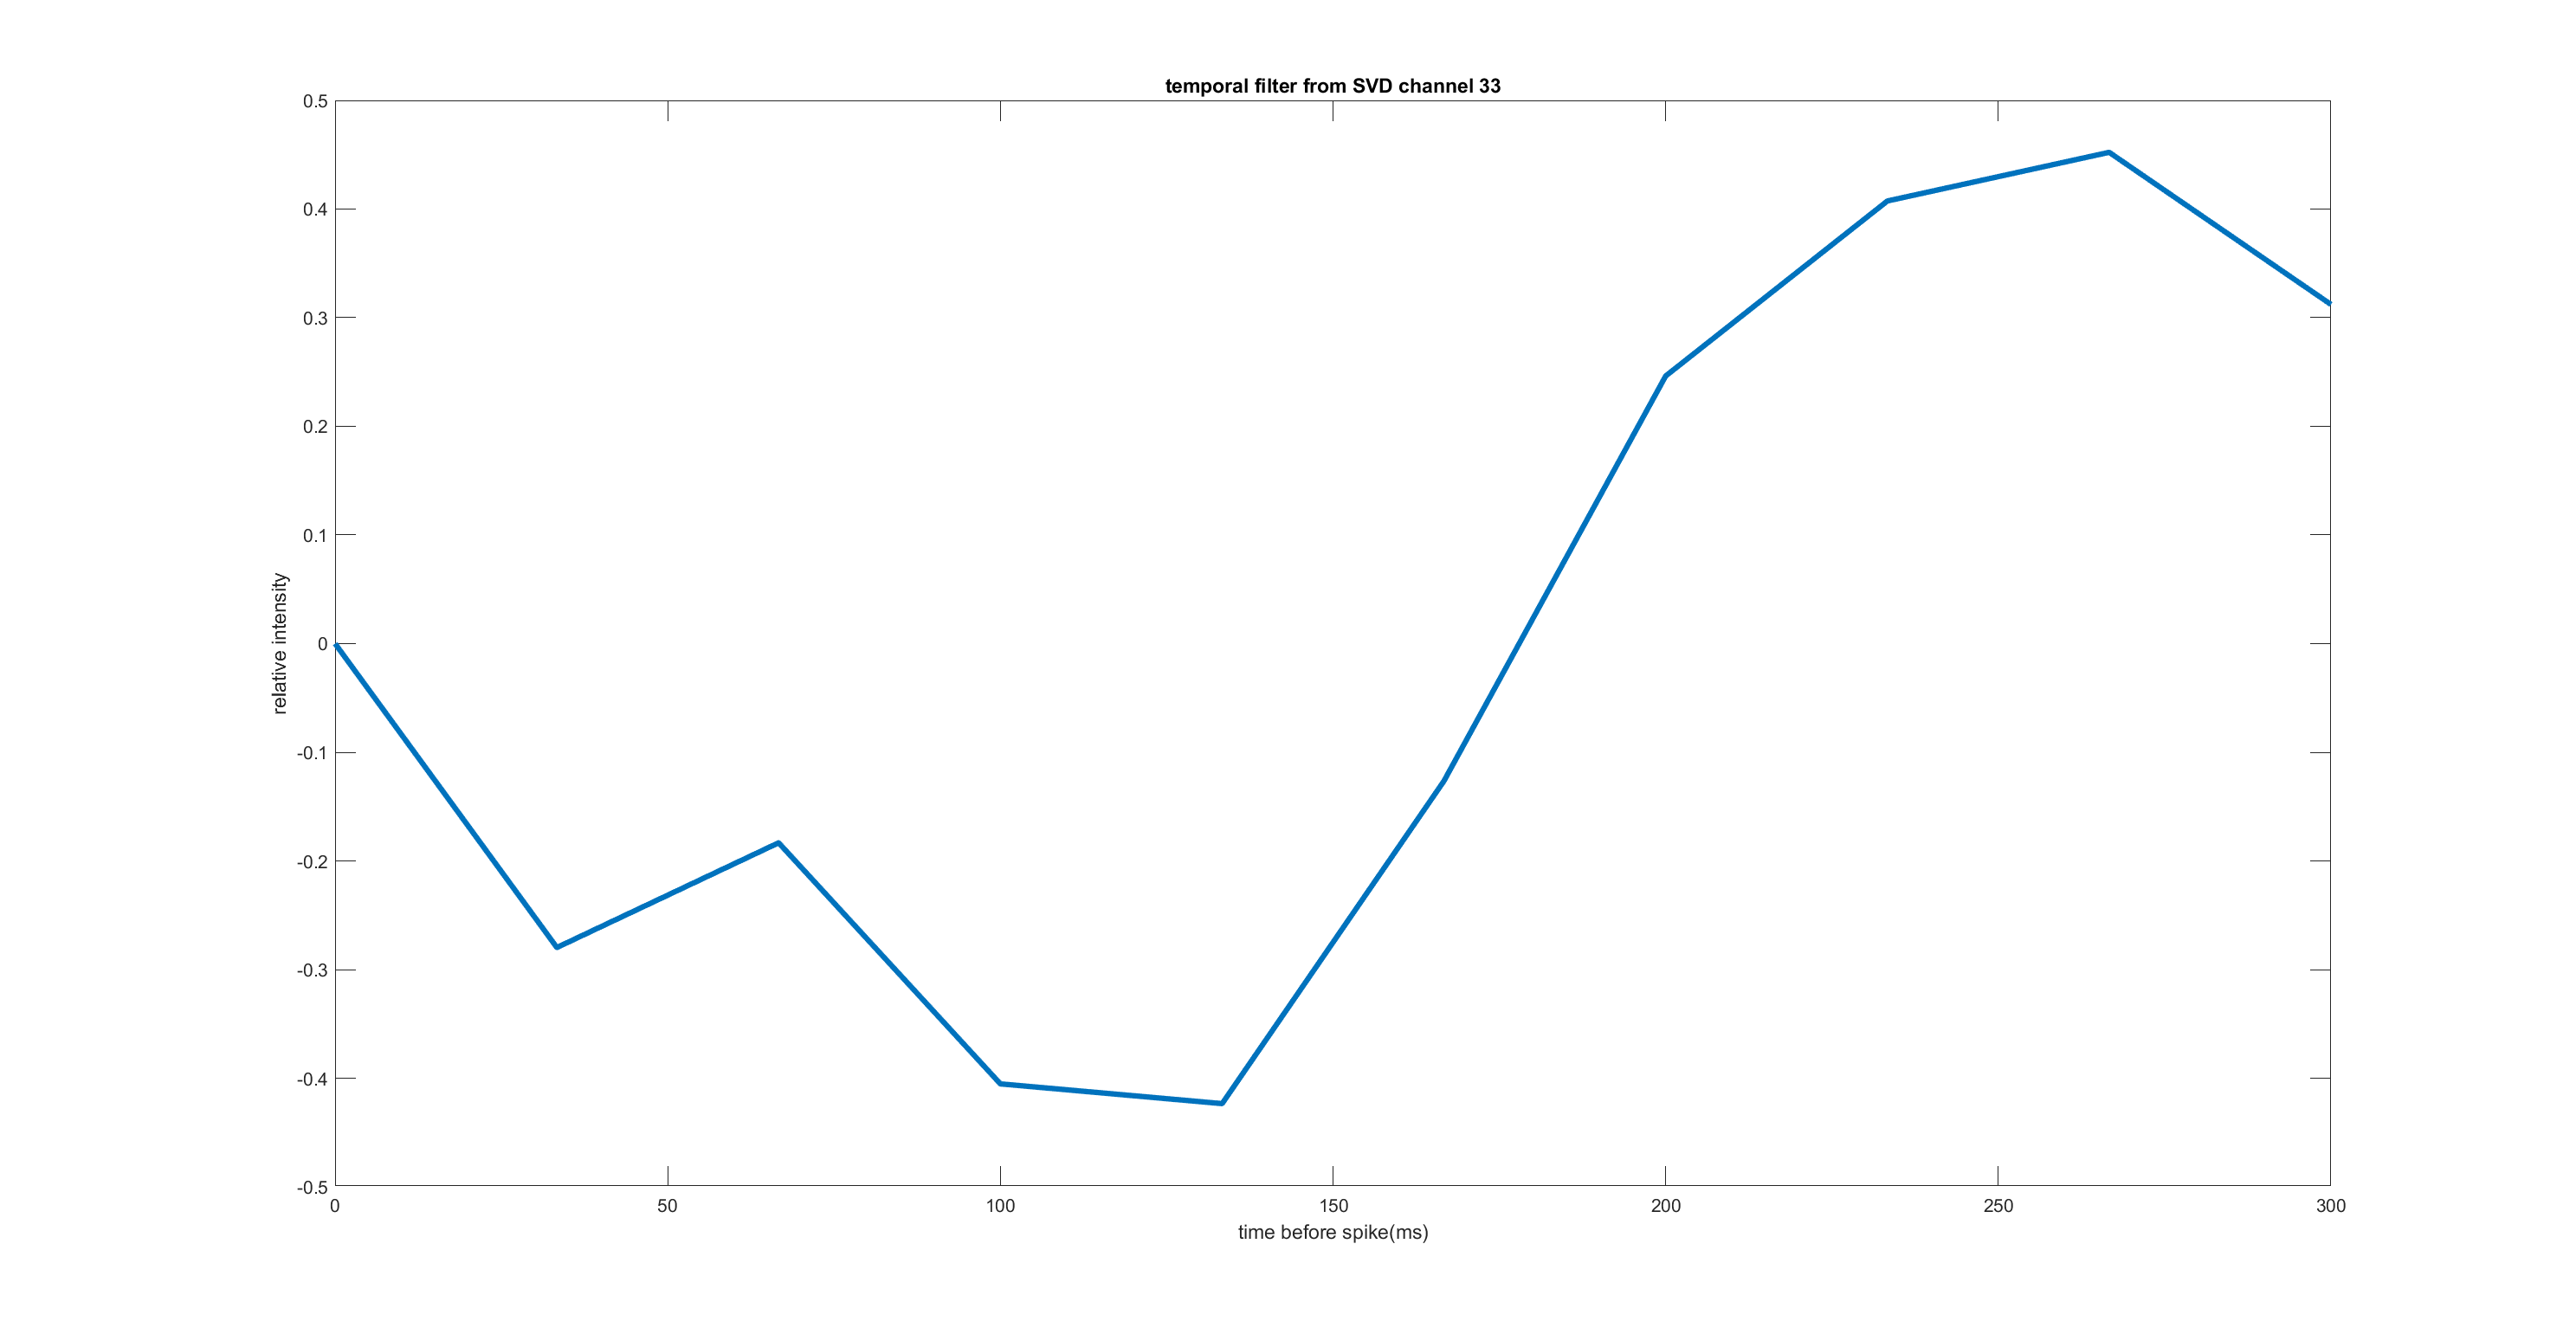 temporal filter from SVD channel 33
0.5
0.4
0.3
0.2
0.1
0
-0.1
-0.2
-0.3
-0.4
-0.5
relative intensity
0 50 100 150 200 250 300
time before spike(ms)